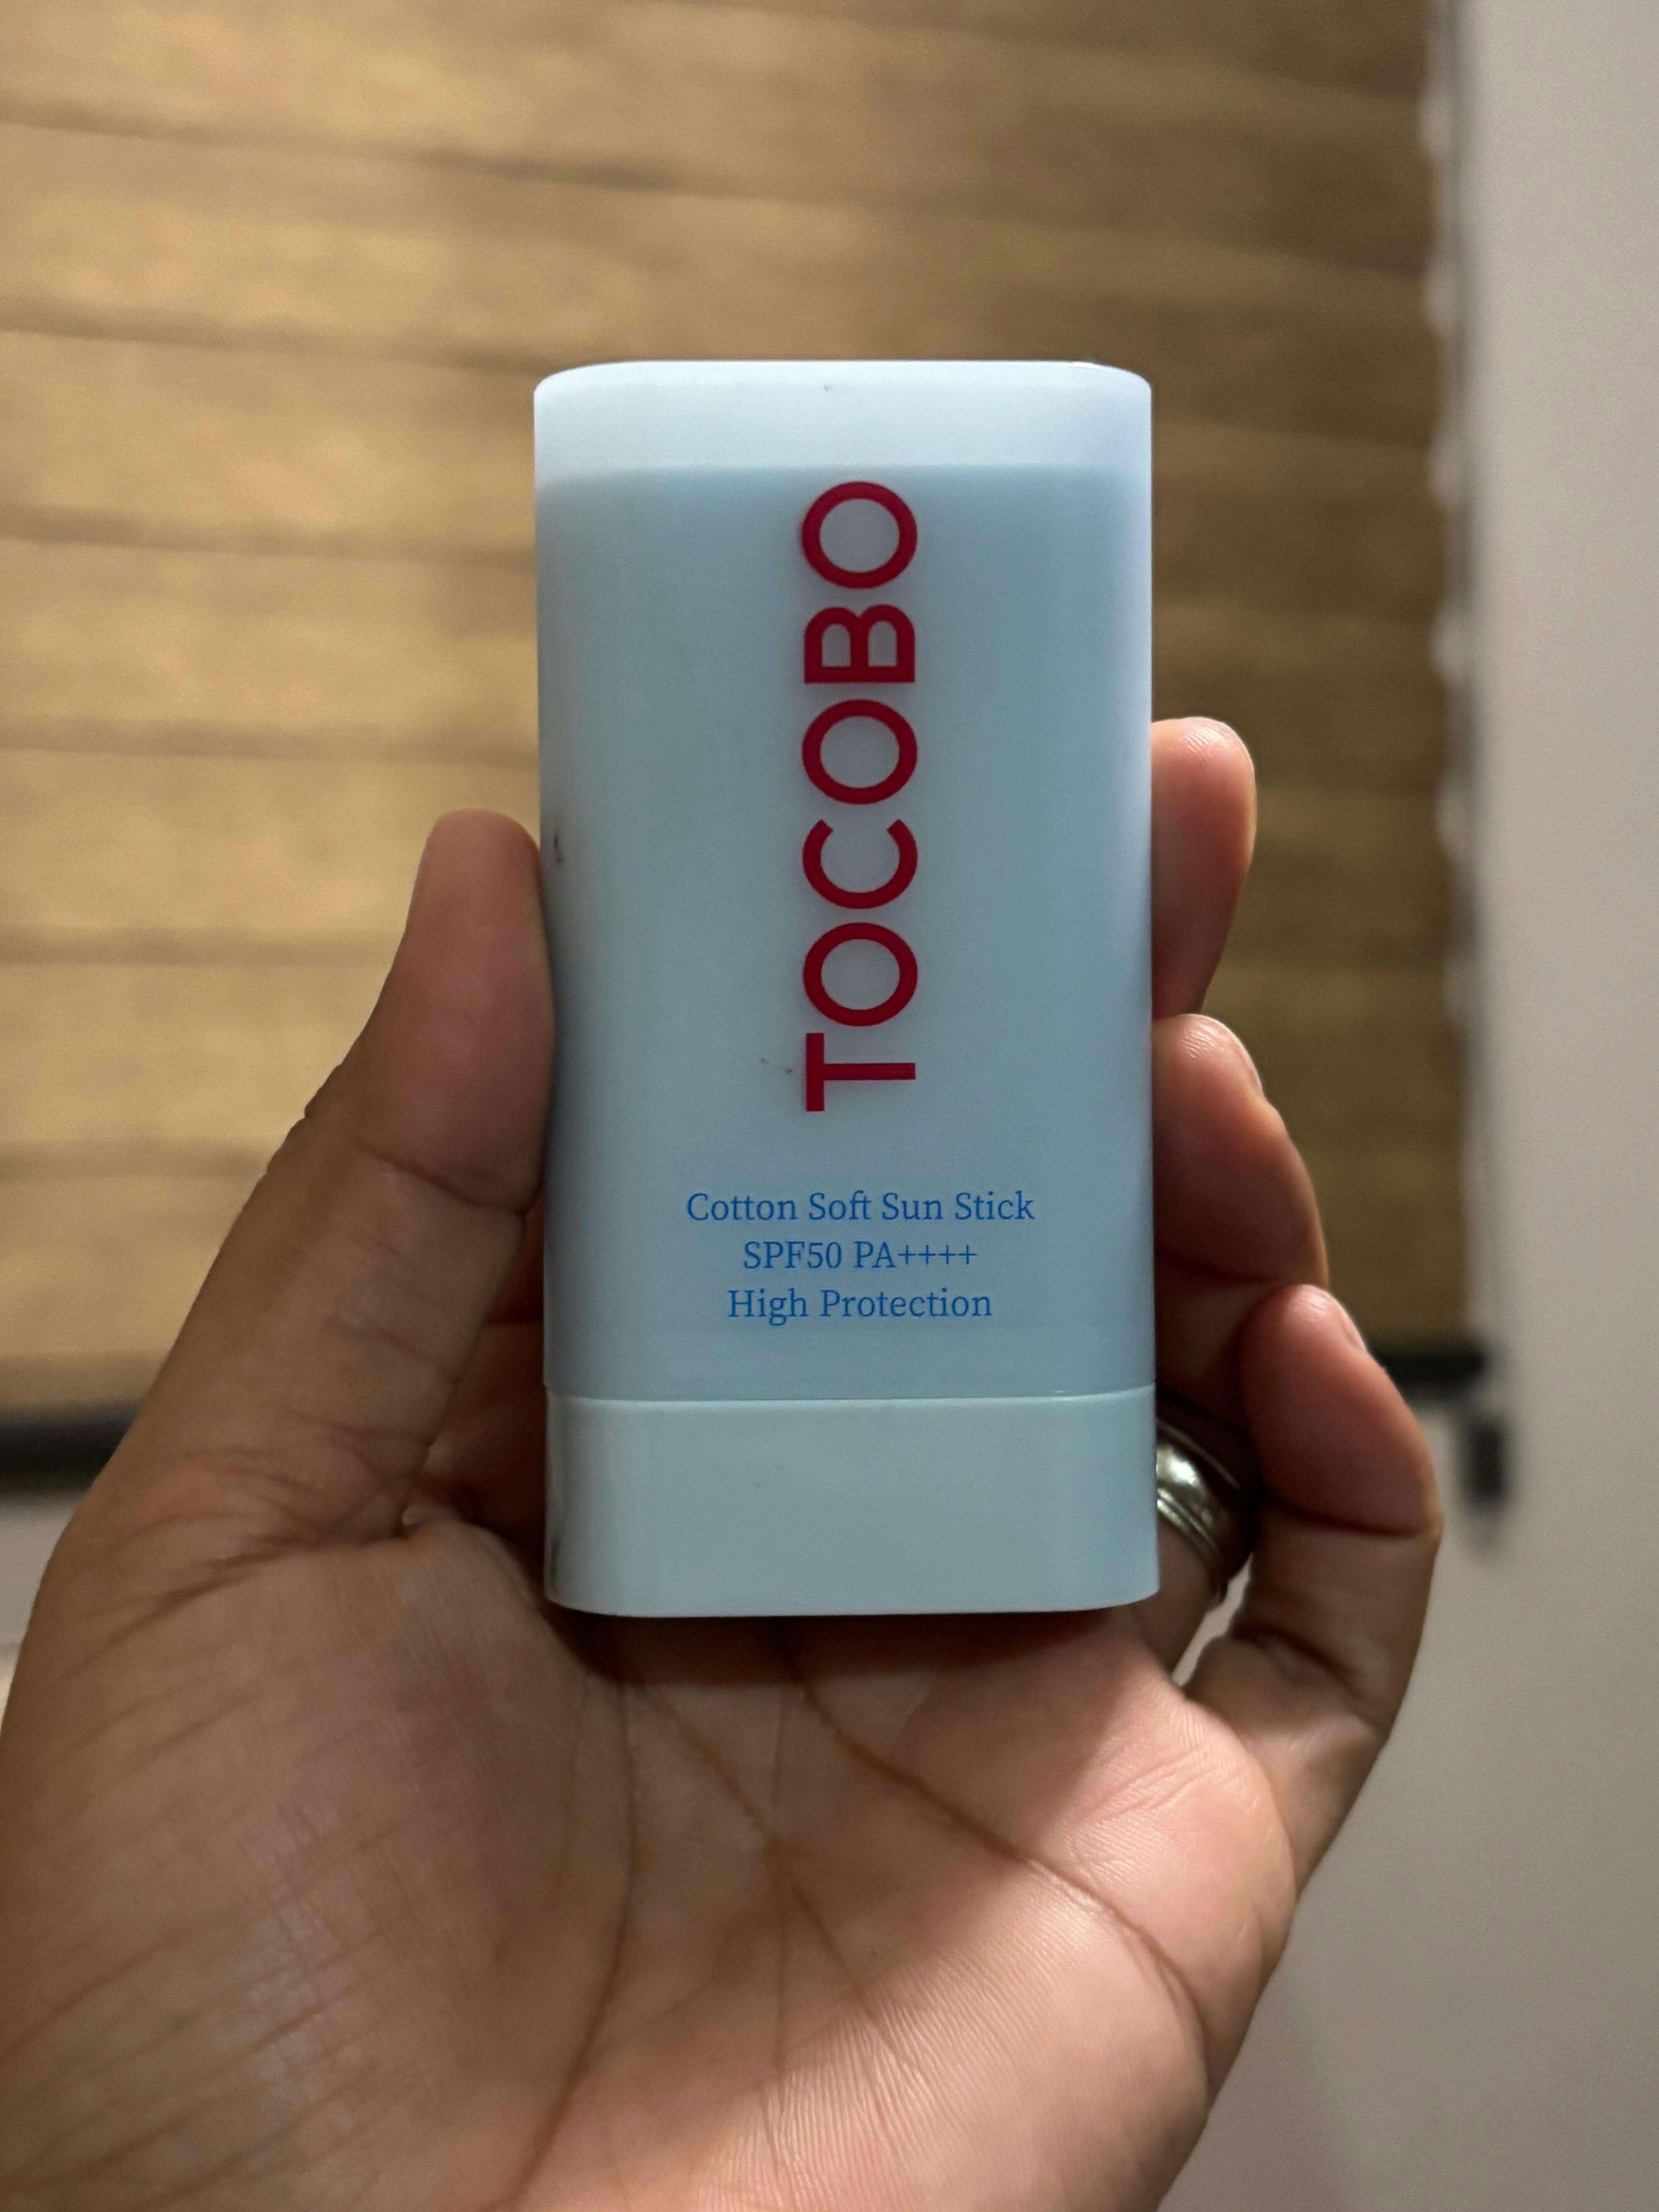 TOCOBO
Cotton Soft Sun Stick
SPF50 PA++++
High Protection